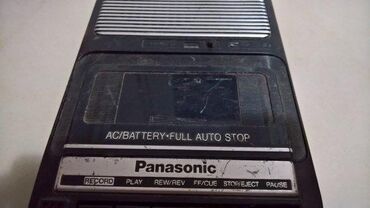 AC/BATTERY•FULL AUTO STOP
Panasonic
RECORD PLAY REW/REV FF/CUE STOP/EJECT PAUSE